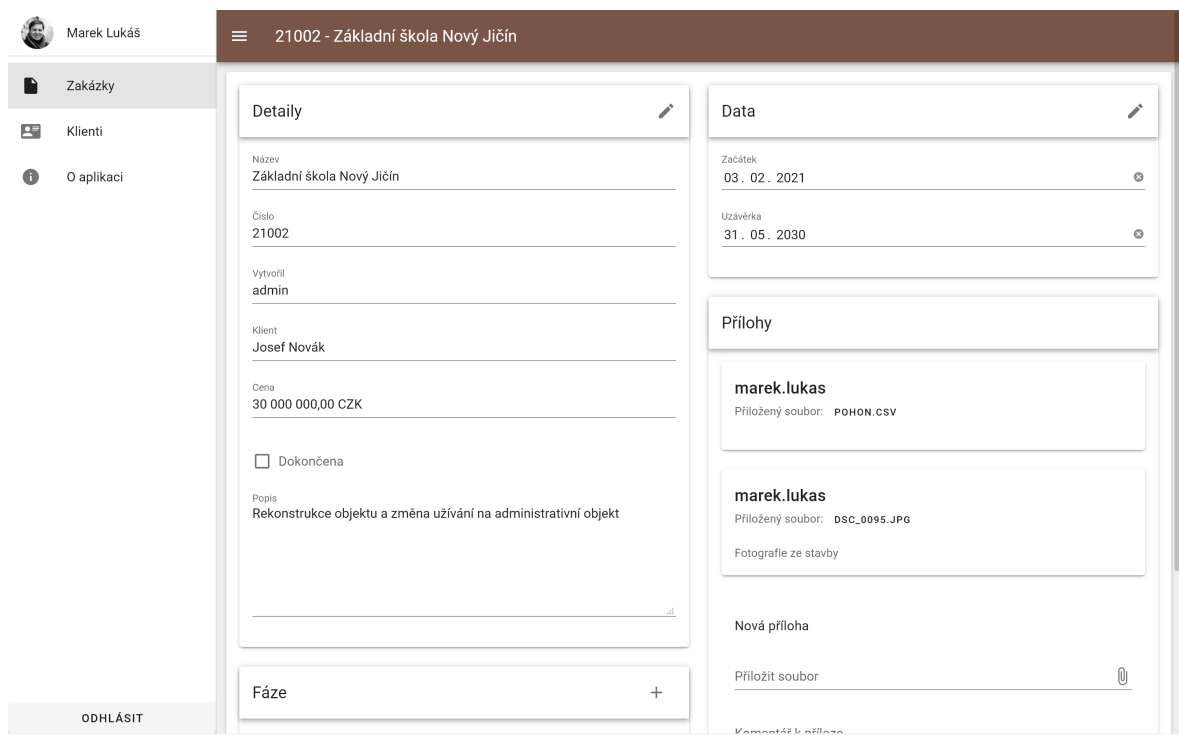 Marek Lukáš
Zakázky
Klienti
O aplikaci
ODHLÁSIT
21002 - Základní škola Nový Jičín
Detaily
Název
Základní škola Nový Jičín
Číslo
21002
Vytvořil
admin
Klient
Josef Novák
Cena
30 000 000,00 CZK
Dokončena
Popis
Rekonstrukce objektu a změna užívání na administrativní objekt
Fáze
Data
Začátek
03. 02. 2021
Uzávěrka
31. 05. 2030
Přílohy
marek.lukas
Přiložený soubor: POHON.CSV
marek.lukas
Přiložený soubor: DSC_0095.JPG
Fotografie ze stavby
Nová příloha
Přiložit soubor
Komentář k příloze